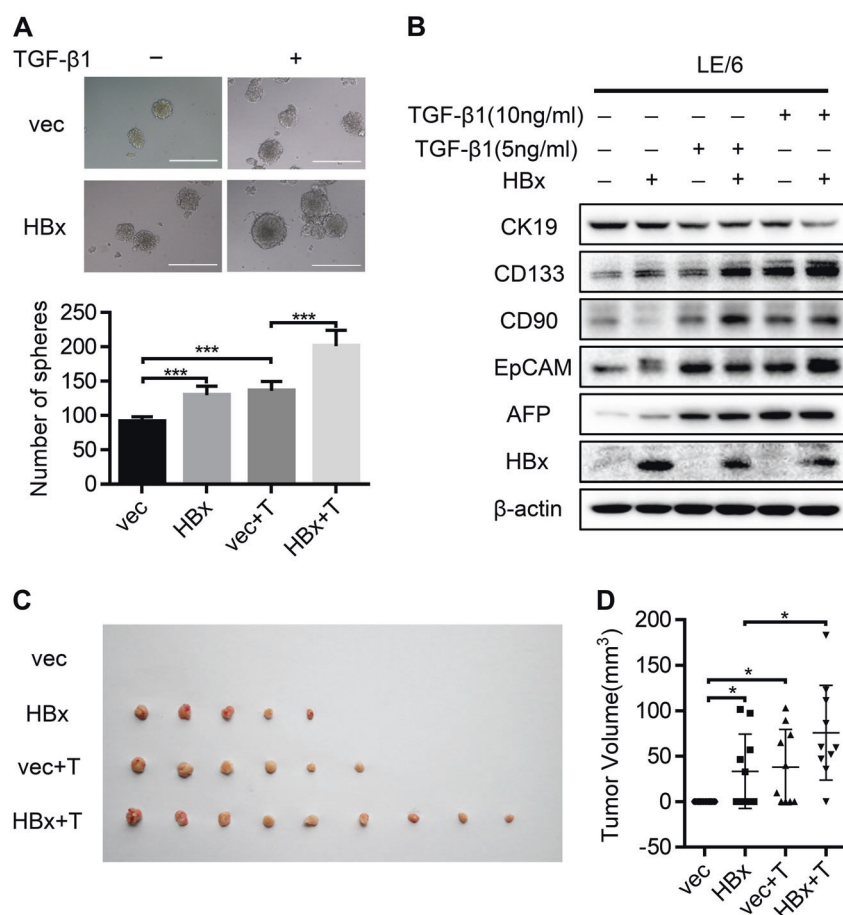 A
TGF-β1 – +
vec
HBx
Number of spheres
250
200
150
100
50
0
***
***
***
vec
HBx
vec+T
HBx+T
B
LE/6
TGF-β1(10ng/ml) – – – – + +
TGF-β1(5ng/ml) – – + + – –
HBx – + – + – +
CK19
CD133
CD90
EpCAM
AFP
HBx
β-actin
C
vec
HBx
vec+T
HBx+T
D
Tumor Volume(mm³)
200
150
100
50
0
-50
*
*
*
vec
HBx
vec+T
HBx+T